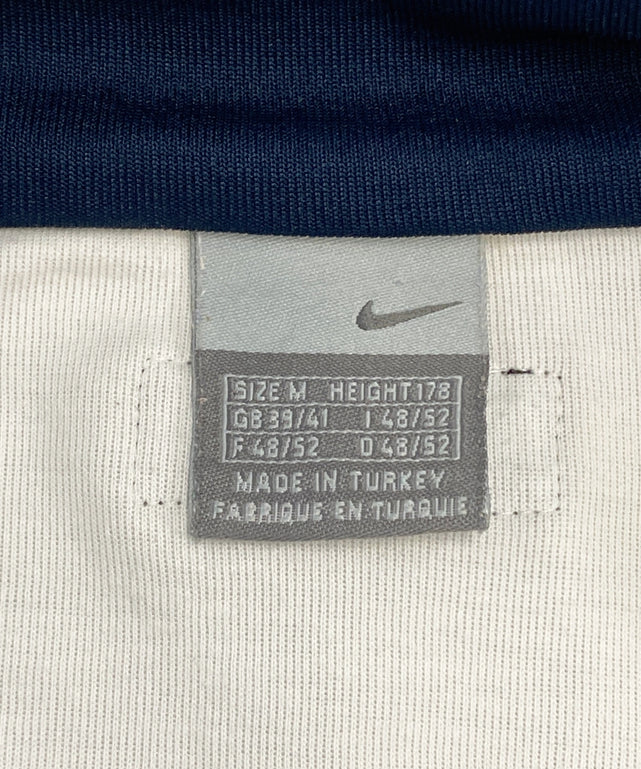 SIZE M HEIGHT 178
GB 39/41 I 48/52
F 48/52 D 48/52
MADE IN TURKEY
FABRIQUE EN TURQUIE